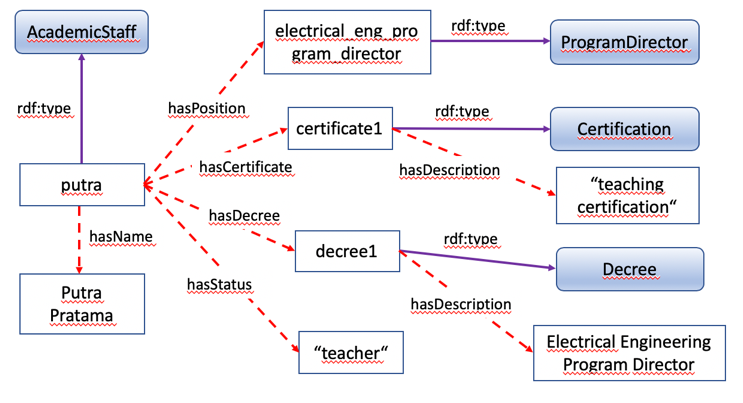 AcademicStaff
electrical_eng_pro
gram_director
rdf:type
ProgramDirector
rdf:type
hasPosition
certificate1
rdf:type
Certification
hasCertificate
hasDescription
putra
“teaching
certification“
hasName
hasDecree
decree1
rdf:type
Decree
hasStatus
Putra
Pratama
hasDescription
“teacher“
Electrical Engineering
Program Director